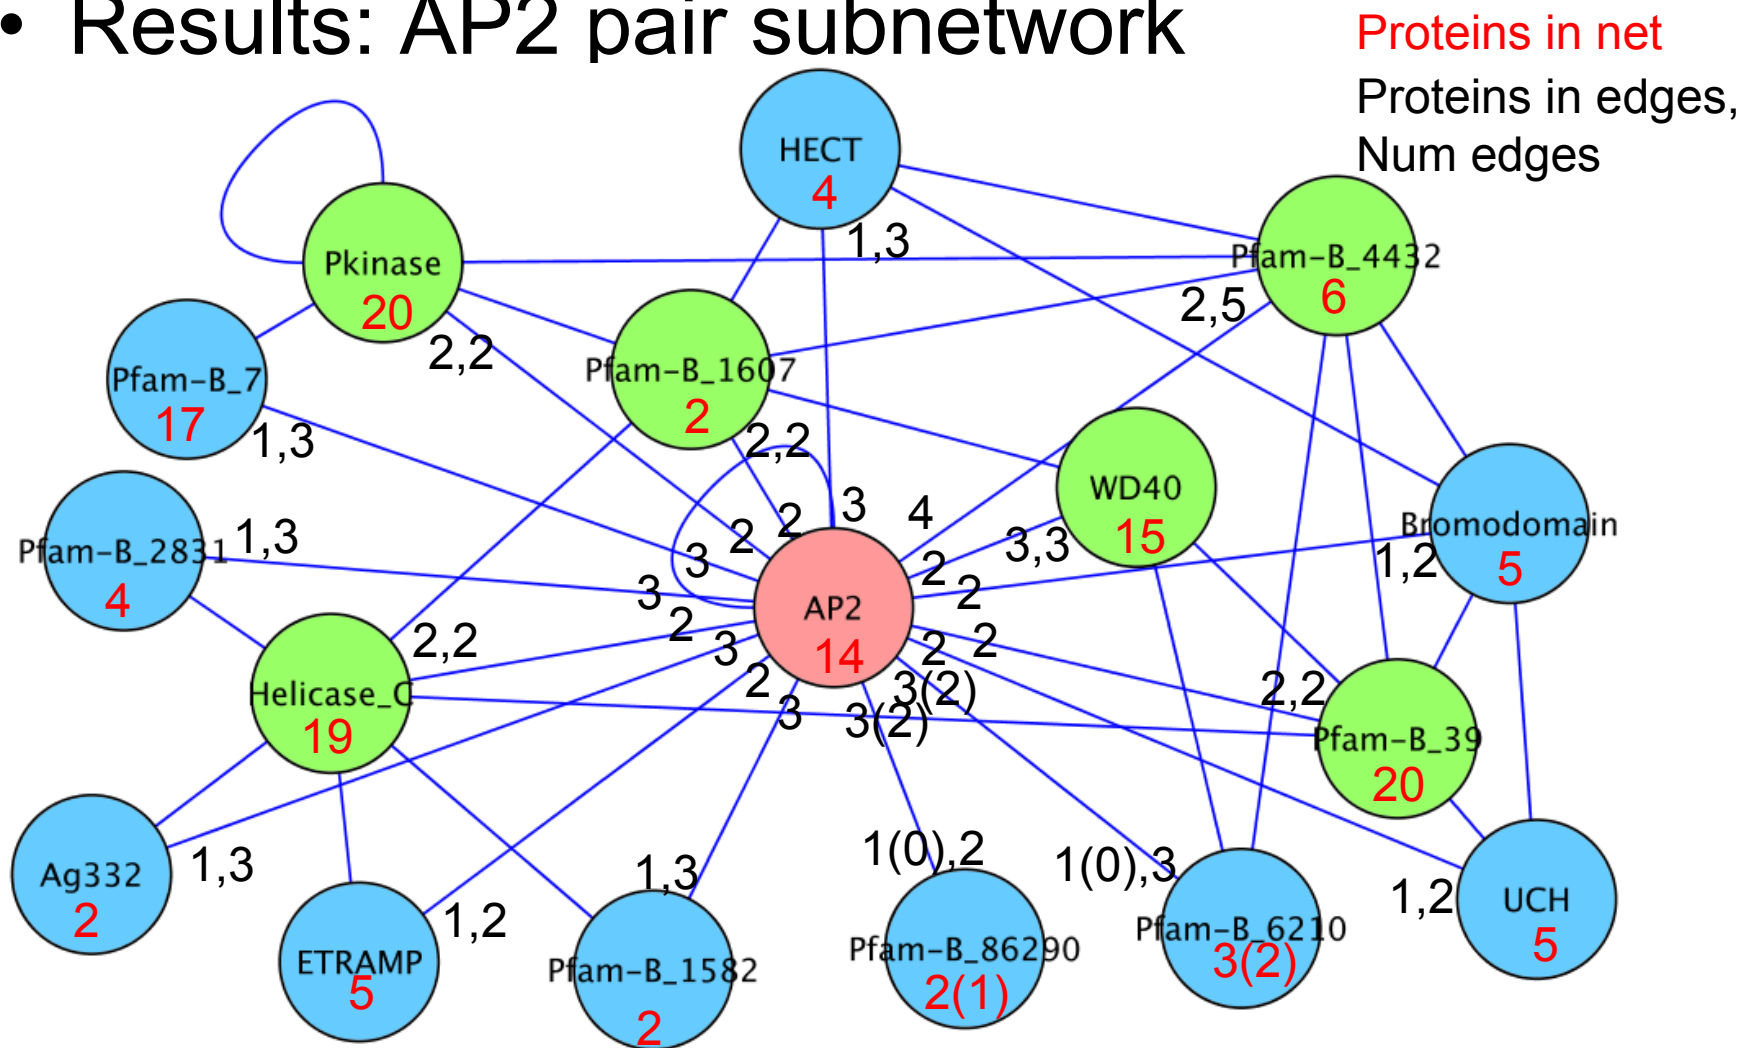 • Results: AP2 pair subnetwork
Proteins in net
Proteins in edges,
Num edges
HECT
4
1,3
Pkinase
20
2,2
Pfam-B_4432
6
2,5
Pfam-B_7
17
1,3
Pfam-B_1607
2
2,2
WD40
15
3,3
Bromodomain
5
1,2
Pfam-B_2831
4
1,3
3
4
2
2
3
2
3
2
AP2
14
2
2
2
3
2
3
3(2)
3(2)
Helicase_C
19
2,2
Pfam-B_39
20
2,2
Ag332
2
1,3
ETRAMP
5
1,2
Pfam-B_1582
2
1,3
Pfam-B_86290
2(1)
1(0),2
Pfam-B_6210
3(2)
1(0),3
UCH
5
1,2